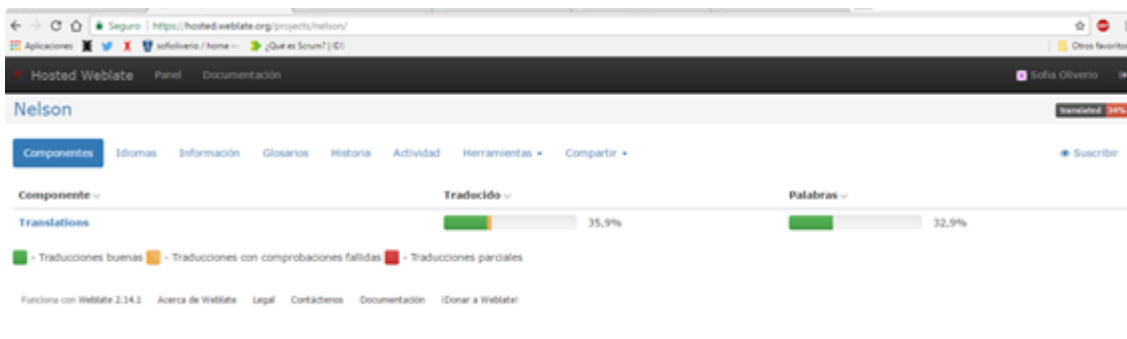 Seguro | https://hosted.weblate.org/projects/nelson/
Aplicaciones sofioliverio / home — ¿Qué es Scrum? | Otros favoritos
Hosted Weblate Panel Documentación Sofia Oliverio
Nelson translated 34%
Componentes Idiomas Información Glosarios Historia Actividad Herramientas Compartir Suscribir
Componente Traducido Palabras
Translations 35,9% 32,9%
- Traducciones buenas - Traducciones con comprobaciones fallidas - Traducciones parciales
Funciona con Weblate 2.14.1 Acerca de Weblate Legal Contáctenos Documentación ¡Donar a Weblate!